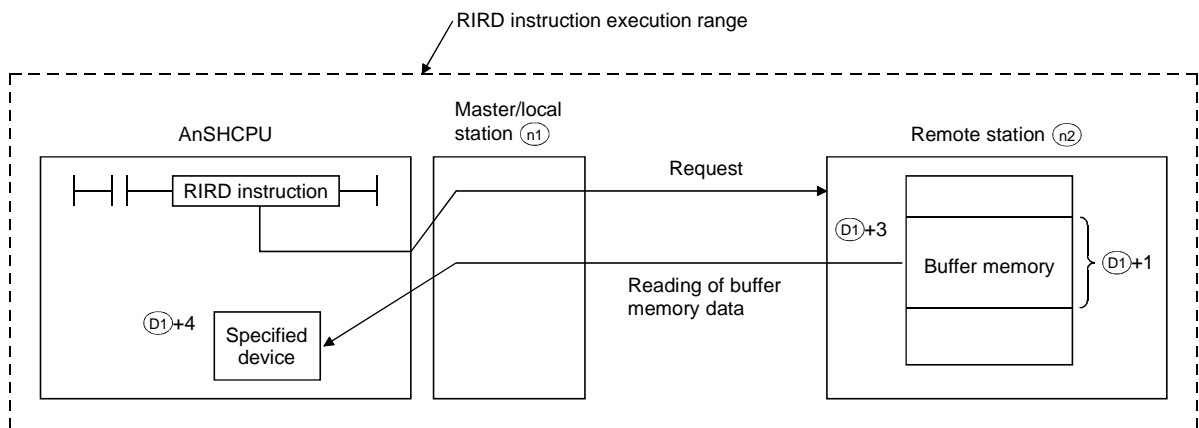 RIRD instruction execution range
AnSHCPU
Master/local
station n1
Remote station n2
RIRD instruction
Request
D1+3
Buffer memory
D1+1
Reading of buffer
memory data
D1+4
Specified
device